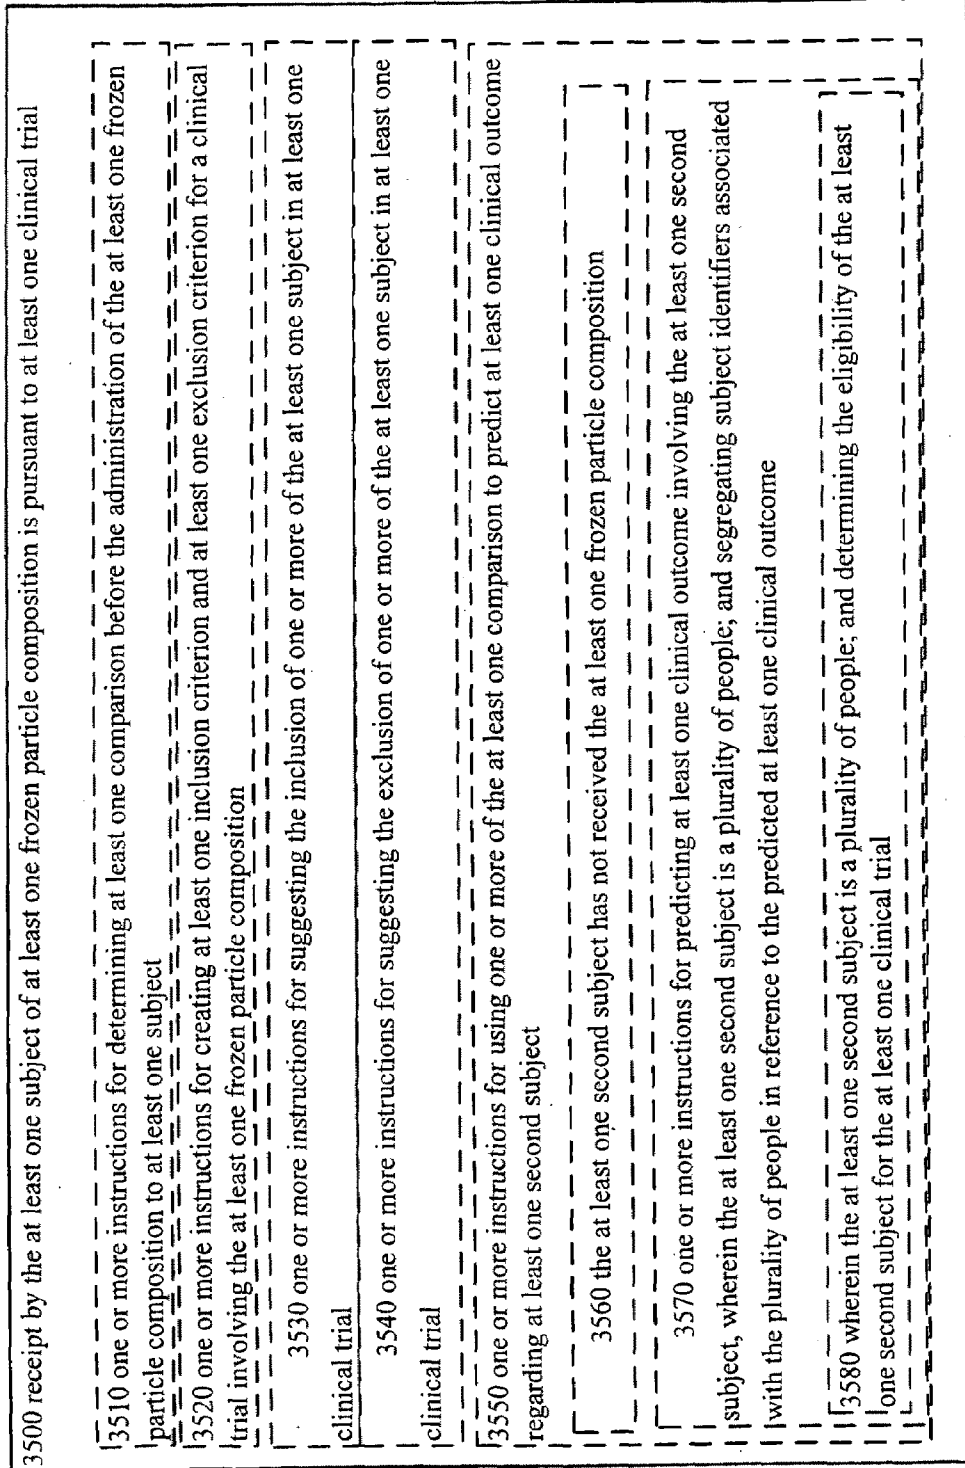 3500 receipt by the at least one subject of at least one frozen particle composition is pursuant to at least one clinical trial
3510 one or more instructions for determining at least one comparison before the administration of the at least one frozen
particle composition to at least one subject
3520 one or more instructions for creating at least one inclusion criterion and at least one exclusion criterion for a clinical
trial involving the at least one frozen particle composition
3530 one or more instructions for suggesting the inclusion of one or more of the at least one subject in at least one
clinical trial
3540 one or more instructions for suggesting the exclusion of one or more of the at least one subject in at least one
clinical trial
3550 one or more instructions for using one or more of the at least one comparison to predict at least one clinical outcome
regarding at least one second subject
3560 the at least one second subject has not received the at least one frozen particle composition
3570 one or more instructions for predicting at least one clinical outcome involving the at least one second
subject, wherein the at least one second subject is a plurality of people; and segregating subject identifiers associated
with the plurality of people in reference to the predicted at least one clinical outcome
3580 wherein the at least one second subject is a plurality of people; and determining the eligibility of the at least
one second subject for the at least one clinical trial